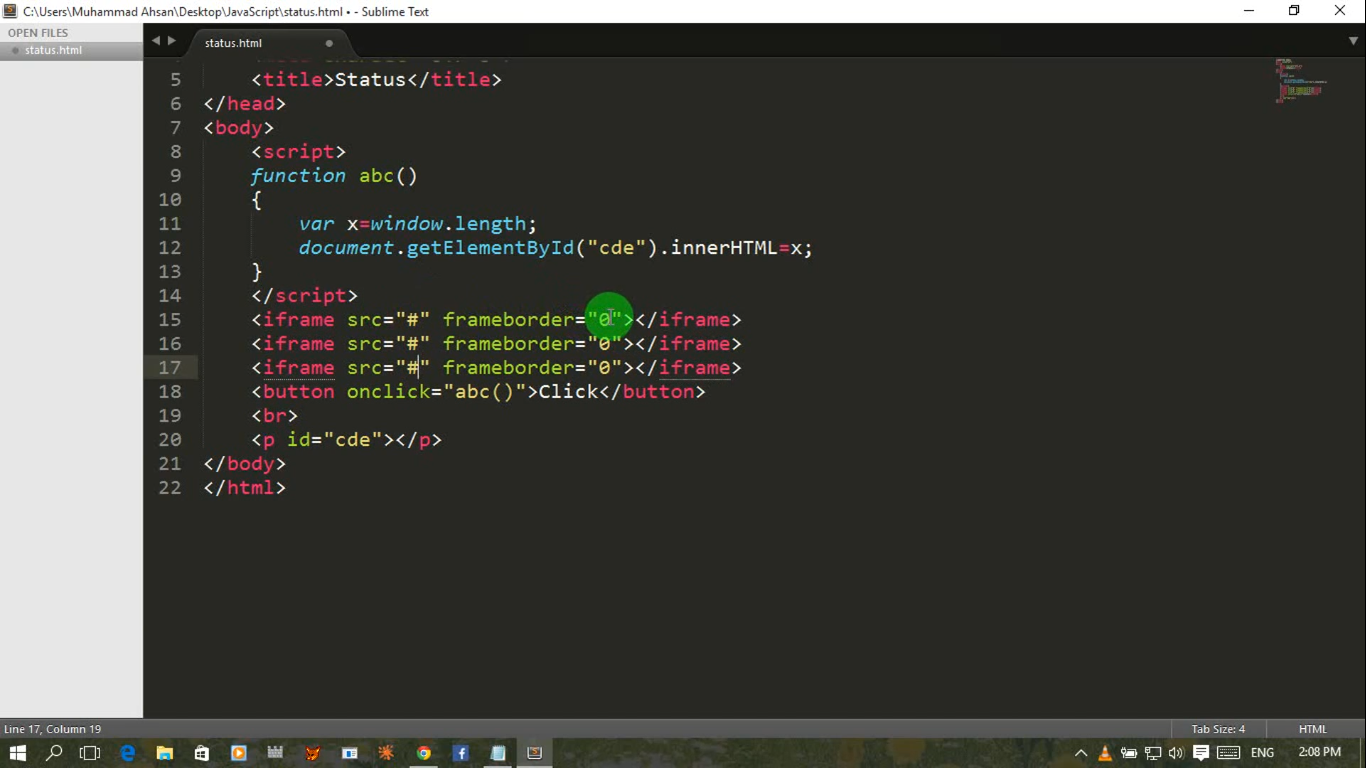 C:\Users\Muhammad Ahsan\Desktop\JavaScript\status.html • - Sublime Text
OPEN FILES
status.html
status.html
5 <title>Status</title>
6 </head>
7 <body>
8 <script>
9 function abc()
10 {
11 var x=window.length;
12 document.getElementById("cde").innerHTML=x;
13 }
14 </script>
15 <iframe src="#" frameborder="0"></iframe>
16 <iframe src="#" frameborder="0"></iframe>
17 <iframe src="#" frameborder="0"></iframe>
18 <button onclick="abc()">Click</button>
19 <br>
20 <p id="cde"></p>
21 </body>
22 </html>
Line 17, Column 19
Tab Size: 4
HTML
ENG
2:08 PM